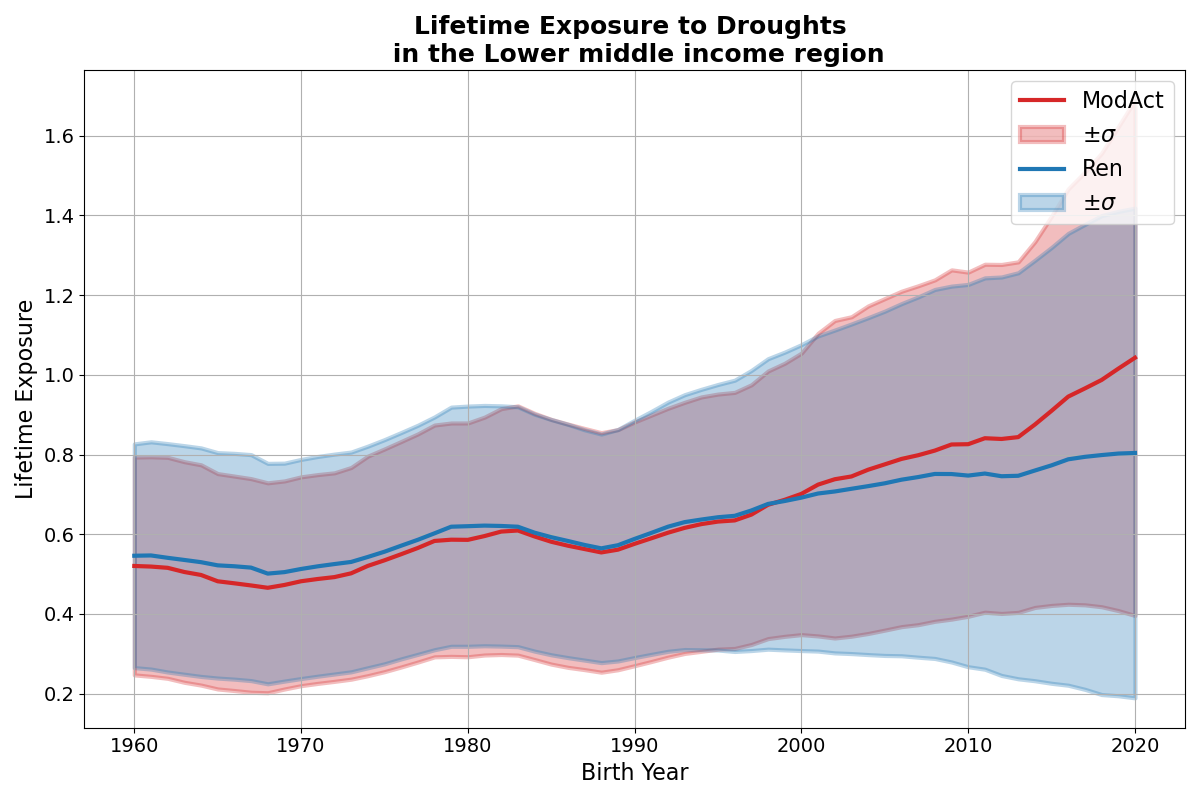 Lifetime Exposure to Droughts
in the Lower middle income region
Lifetime Exposure
1.6
1.4
1.2
1.0
0.8
0.6
0.4
0.2
ModAct
±σ
Ren
±σ
1960
1970
1980
1990
2000
2010
2020
Birth Year